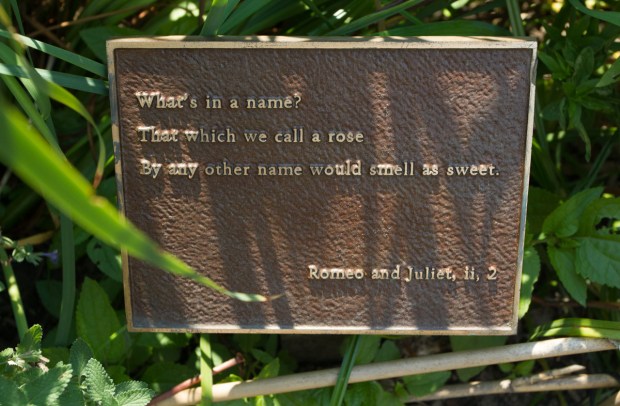 What's in a name?
That which we call a rose
By any other name would smell as sweet.
Romeo and Juliet, ii, 2